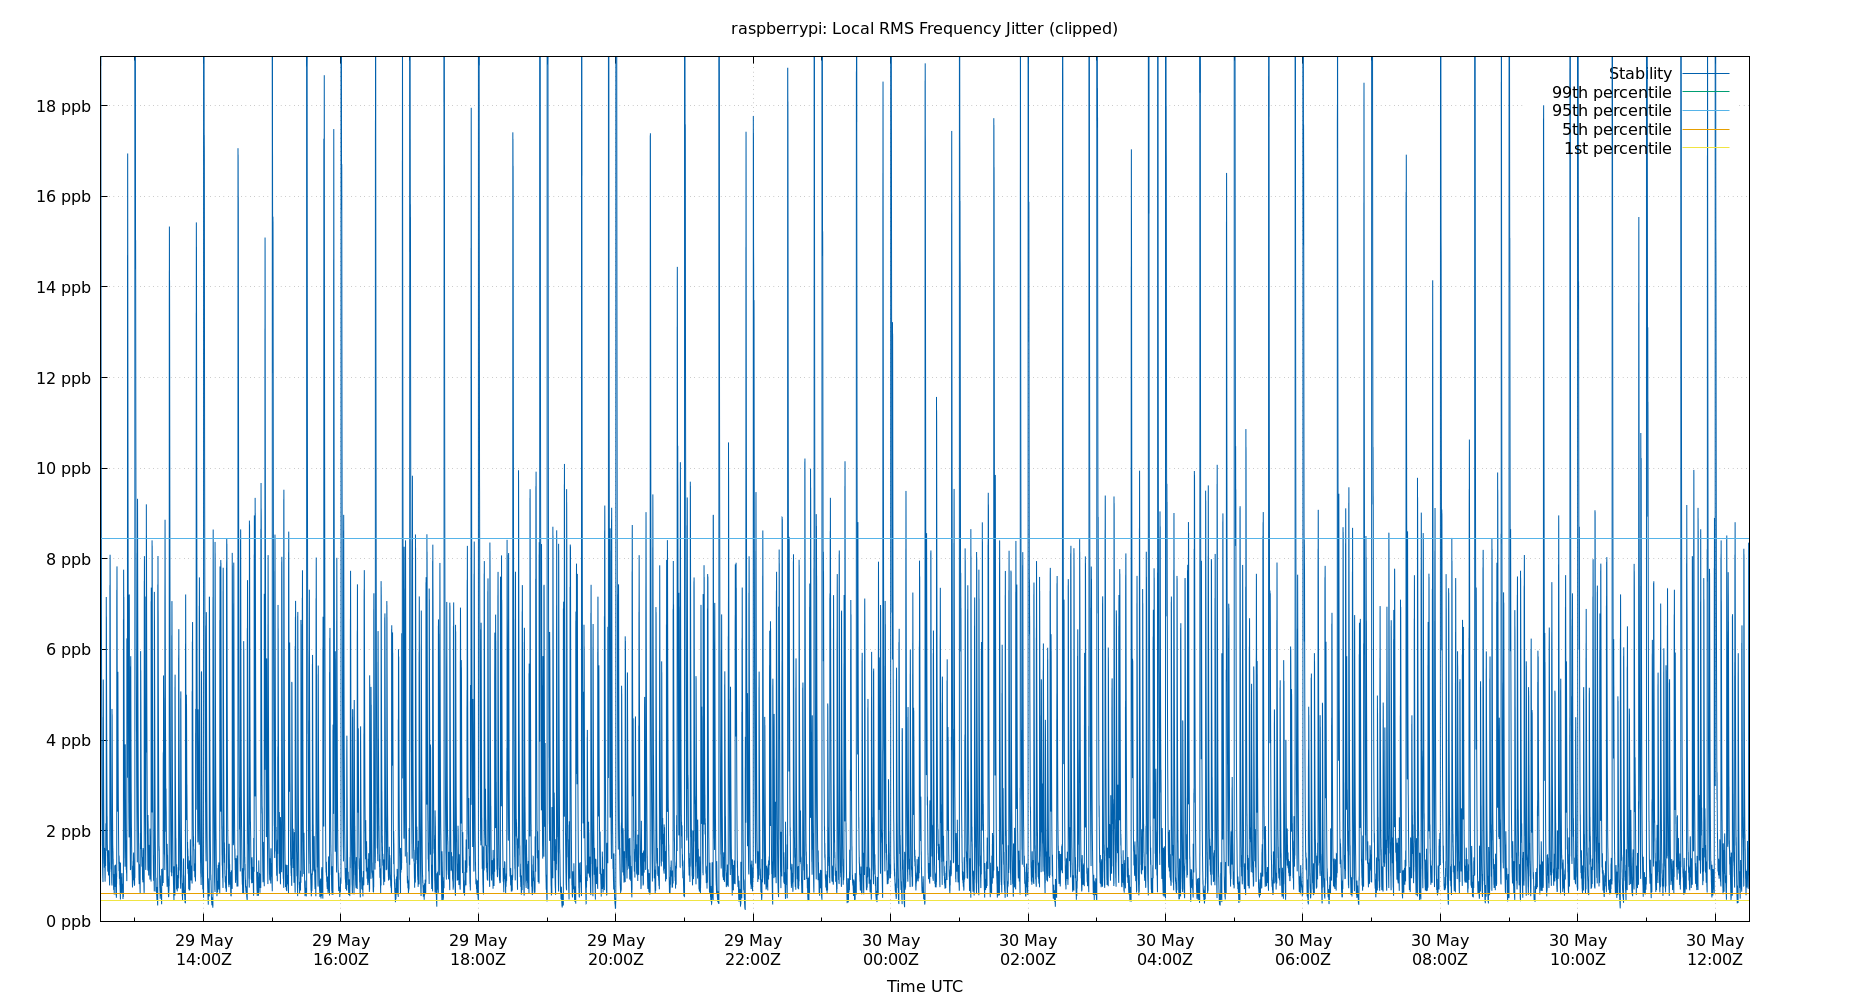 raspberrypi: Local RMS Frequency Jitter (clipped)
Stability
99th percentile
95th percentile
5th percentile
1st percentile
18 ppb
16 ppb
14 ppb
12 ppb
10 ppb
8 ppb
6 ppb
4 ppb
2 ppb
0 ppb
29 May 29 May 29 May 29 May 29 May 30 May 30 May 30 May 30 May 30 May 30 May 30 May
14:00Z 16:00Z 18:00Z 20:00Z 22:00Z 00:00Z 02:00Z 04:00Z 06:00Z 08:00Z 10:00Z 12:00Z
Time UTC